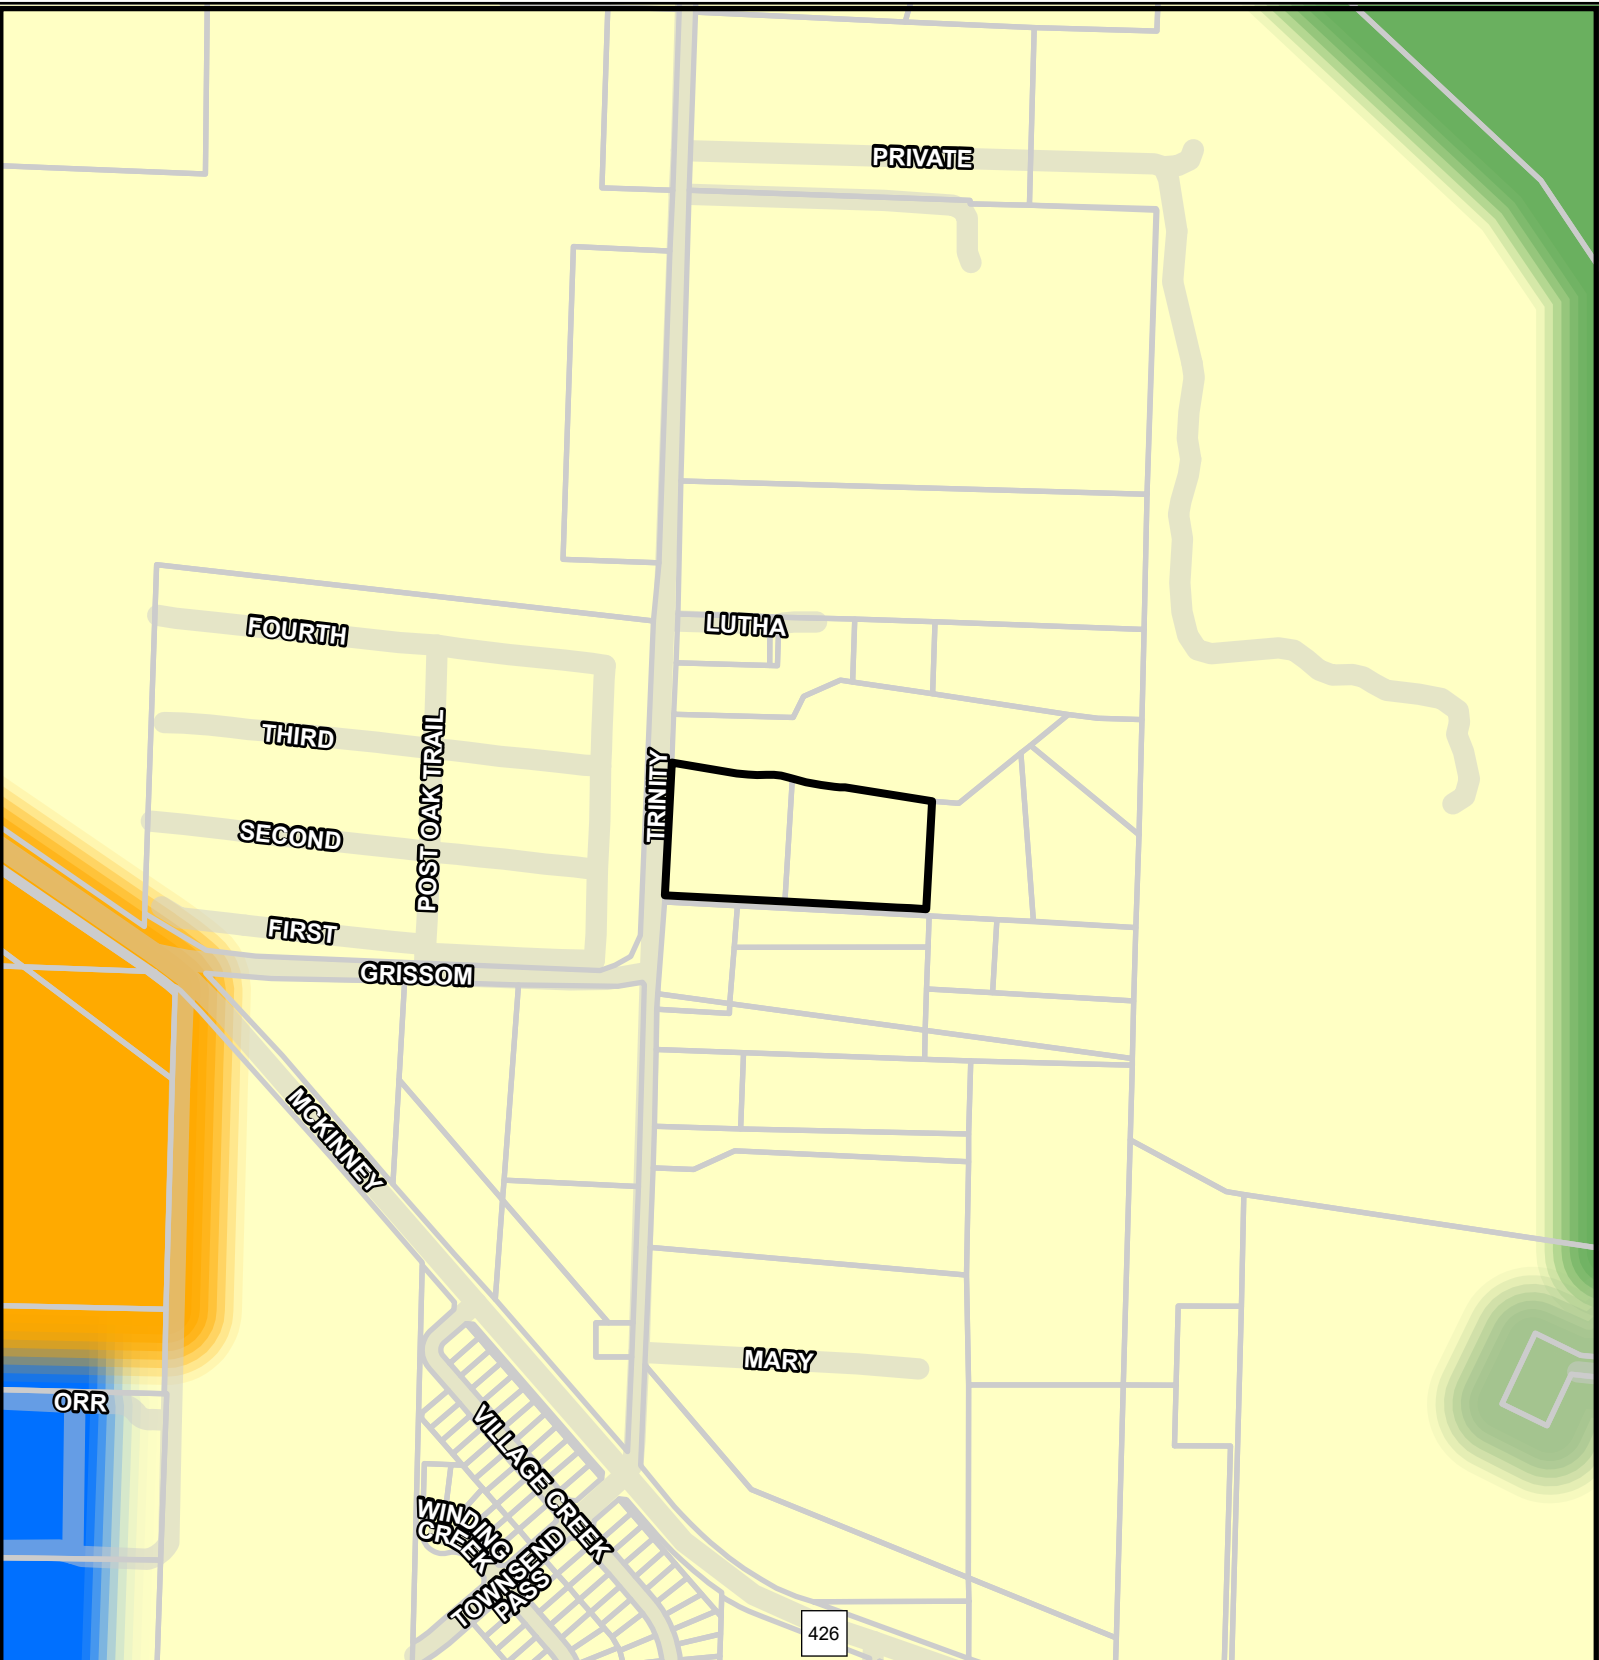 PRIVATE
LUTHA
FOURTH
THIRD
POST OAK TRAIL
TRINITY
SECOND
FIRST
GRISSOM
MCKINNEY
MARY
ORR
VILLAGE CREEK
WINDING
CREEK
TOWNSEND
PASS
426